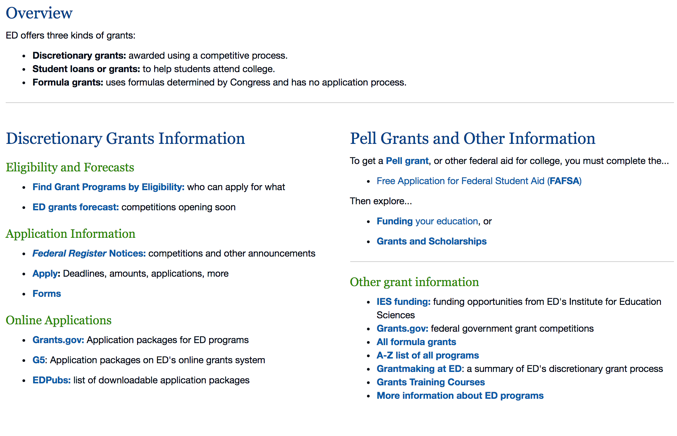 Overview
ED offers three kinds of grants:
Discretionary grants: awarded using a competitive process.
Student loans or grants: to help students attend college.
Formula grants: uses formulas determined by Congress and has no application process.
Discretionary Grants Information
Eligibility and Forecasts
Find Grant Programs by Eligibility: who can apply for what
ED grants forecast: competitions opening soon
Application Information
Federal Register Notices: competitions and other announcements
Apply: Deadlines, amounts, applications, more
Forms
Online Applications
Grants.gov: Application packages for ED programs
G5: Application packages on ED's online grants system
EDPubs: list of downloadable application packages
Pell Grants and Other Information
To get a Pell grant, or other federal aid for college, you must complete the...
Free Application for Federal Student Aid (FAFSA)
Then explore...
Funding your education, or
Grants and Scholarships
Other grant information
IES funding: funding opportunities from ED's Institute for Education
Sciences
Grants.gov: federal government grant competitions
All formula grants
A-Z list of all programs
Grantmaking at ED: a summary of ED's discretionary grant process
Grants Training Courses
More information about ED programs